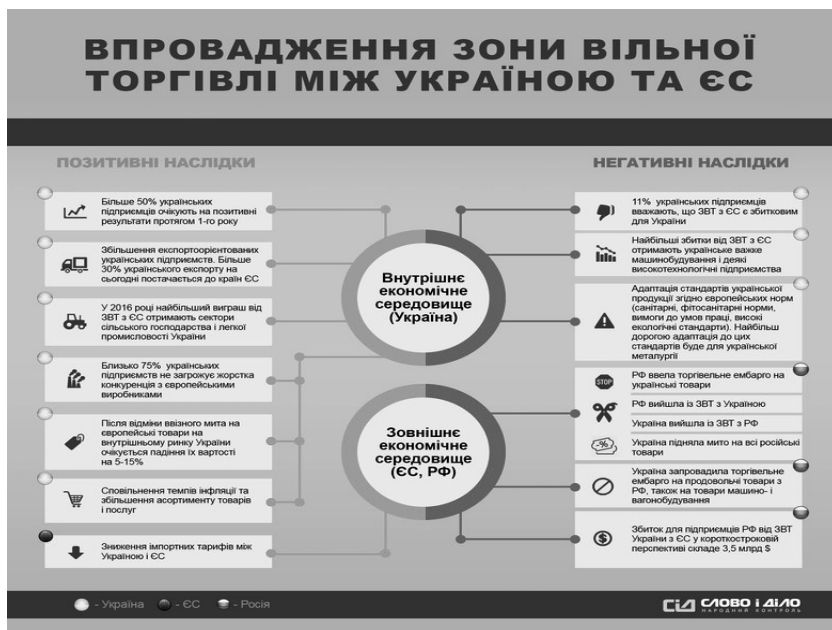 ВПРОВАДЖЕННЯ ЗОНИ ВІЛЬНОЇ
ТОРГІВЛІ МІЖ УКРАЇНОЮ ТА ЄС
ПОЗИТИВНІ НАСЛІДКИ
Більше 50% українських
підприємств очікують на позитивні
результати протягом 1-го року
Збільшення експортоорієнтованих
українських підприємств. Більше
30% українського експорту на
сьогодні постачається до країн ЄС
У 2016 році найбільший виграш від
ЗВТ з ЄС отримають сектори
сільського господарства і легкої
промисловості України
Близько 75% українських
підприємств не загрожує жорстка
конкуренція з європейськими
виробниками
Після відміни ввізного мита на
європейські товари на
внутрішньому ринку України
очікується падіння їх вартості
на 5-15%
Сповільнення темпів інфляції та
збільшення асортименту товарів
і послуг
Зниження імпортних тарифів між
Україною і ЄС
Внутрішнє
економічне
середовище
(Україна)
Зовнішнє
економічне
середовище
(ЄС, РФ)
НЕГАТИВНІ НАСЛІДКИ
11% українських підприємців
вважають, що ЗВТ з ЄС є збитковим
для України
Найбільші збитки від ЗВТ з ЄС
отримають українське важке
машинобудування і деякі
високотехнологічні підприємства
Адаптація стандартів української
продукції згідно європейських норм
(санітарні, фітосанітарні норми,
вимоги до умов праці, високі
екологічні стандарти). Найбільш
дорогою адаптація до цих
стандартів буде для української
металургії
STOP
РФ ввела торгівельне ембарго на
українські товари
РФ вийшла із ЗВТ з Україною
Україна вийшла із ЗВТ з РФ
-%
Україна підняла мито на всі російські
товари
Україна запровадила торгівельне
ембарго на продовольчі товари з
РФ, також на товари машино- і
вагонобудування
$
Збиток для підприємств РФ від ЗВТ
України з ЄС у короткостроковій
перспективі складе 3,5 млрд $
- Україна - ЄС - Росія
СІД СЛОВО І ДІЛО
НАРОДНИЙ КОНТРОЛЬ